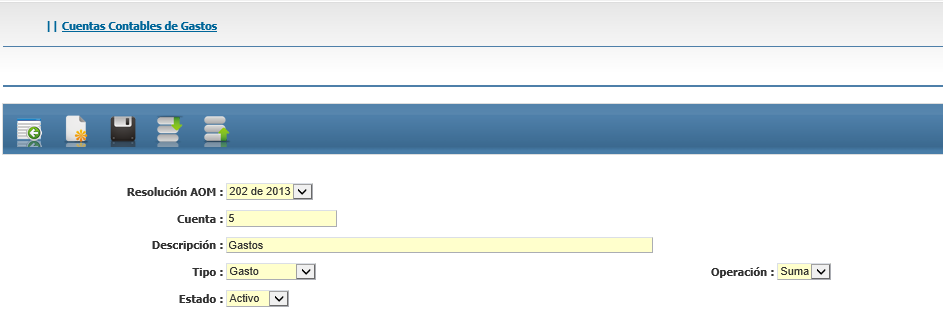 || Cuentas Contables de Gastos
Resolución AOM : 202 de 2013
Cuenta : 5
Descripción : Gastos
Tipo : Gasto Operación : Suma
Estado : Activo